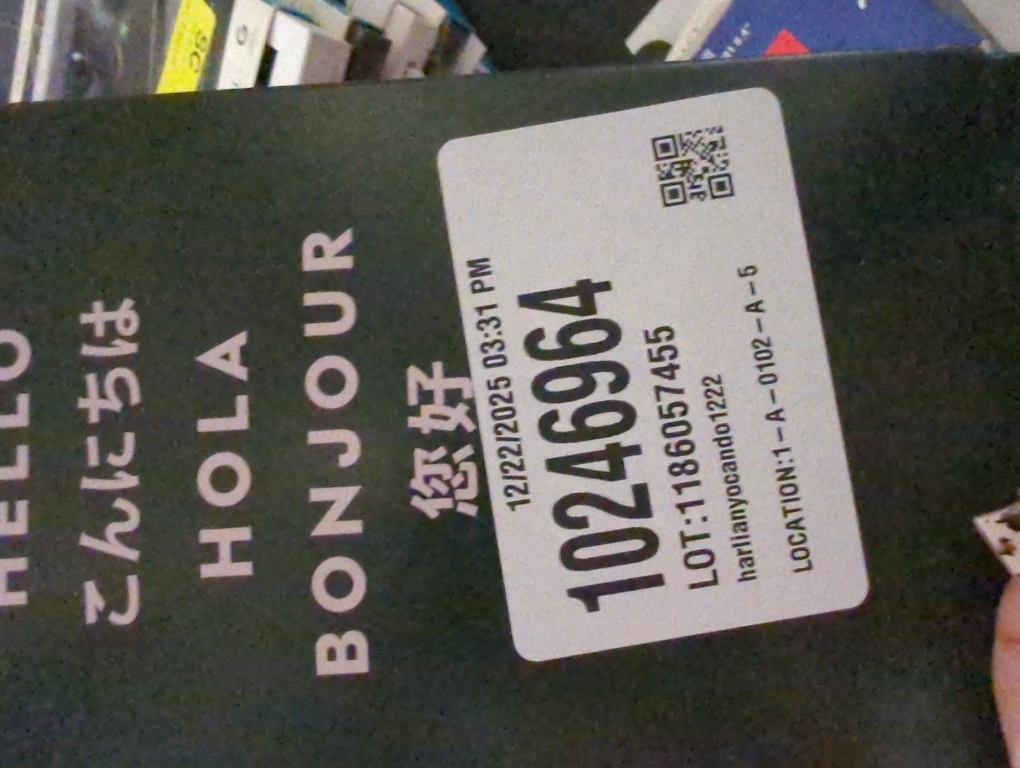 HELLO
こんにちは
HOLA
BONJOUR
您好
12/22/2025 03:31 PM
10246964
LOT:1186057455
harlianyocando1222
LOCATION:1-A-0102-A-5
SC
G